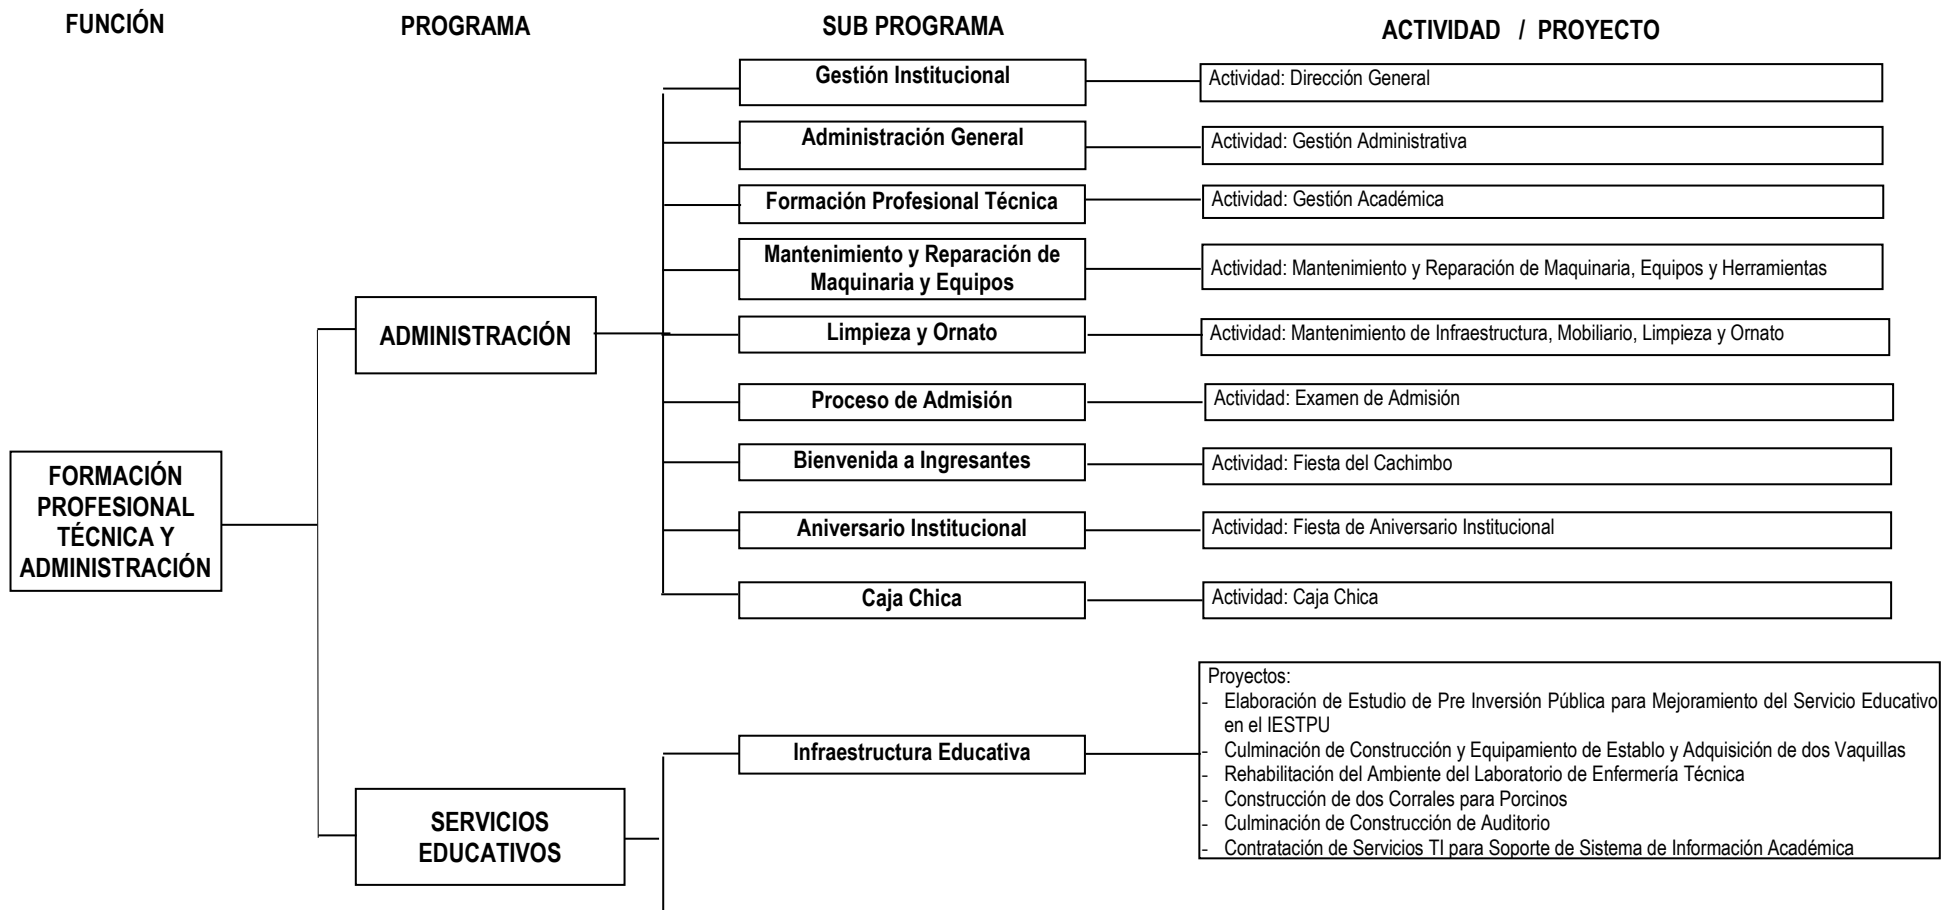 FUNCIÓN PROGRAMA SUB PROGRAMA ACTIVIDAD / PROYECTO
FORMACIÓN
PROFESIONAL
TÉCNICA Y
ADMINISTRACIÓN
ADMINISTRACIÓN
Gestión Institucional
Actividad: Dirección General
Administración General
Actividad: Gestión Administrativa
Formación Profesional Técnica
Actividad: Gestión Académica
Mantenimiento y Reparación de
Maquinaria y Equipos
Actividad: Mantenimiento y Reparación de Maquinaria, Equipos y Herramientas
Limpieza y Ornato
Actividad: Mantenimiento de Infraestructura, Mobiliario, Limpieza y Ornato
Proceso de Admisión
Actividad: Examen de Admisión
Bienvenida a Ingresantes
Actividad: Fiesta del Cachimbo
Aniversario Institucional
Actividad: Fiesta de Aniversario Institucional
Caja Chica
Actividad: Caja Chica
SERVICIOS
EDUCATIVOS
Infraestructura Educativa
Proyectos:
- Elaboración de Estudio de Pre Inversión Pública para Mejoramiento del Servicio Educativo
en el IESTPU
- Culminación de Construcción y Equipamiento de Establo y Adquisición de dos Vaquillas
- Rehabilitación del Ambiente del Laboratorio de Enfermería Técnica
- Construcción de dos Corrales para Porcinos
- Culminación de Construcción de Auditorio
- Contratación de Servicios TI para Soporte de Sistema de Información Académica